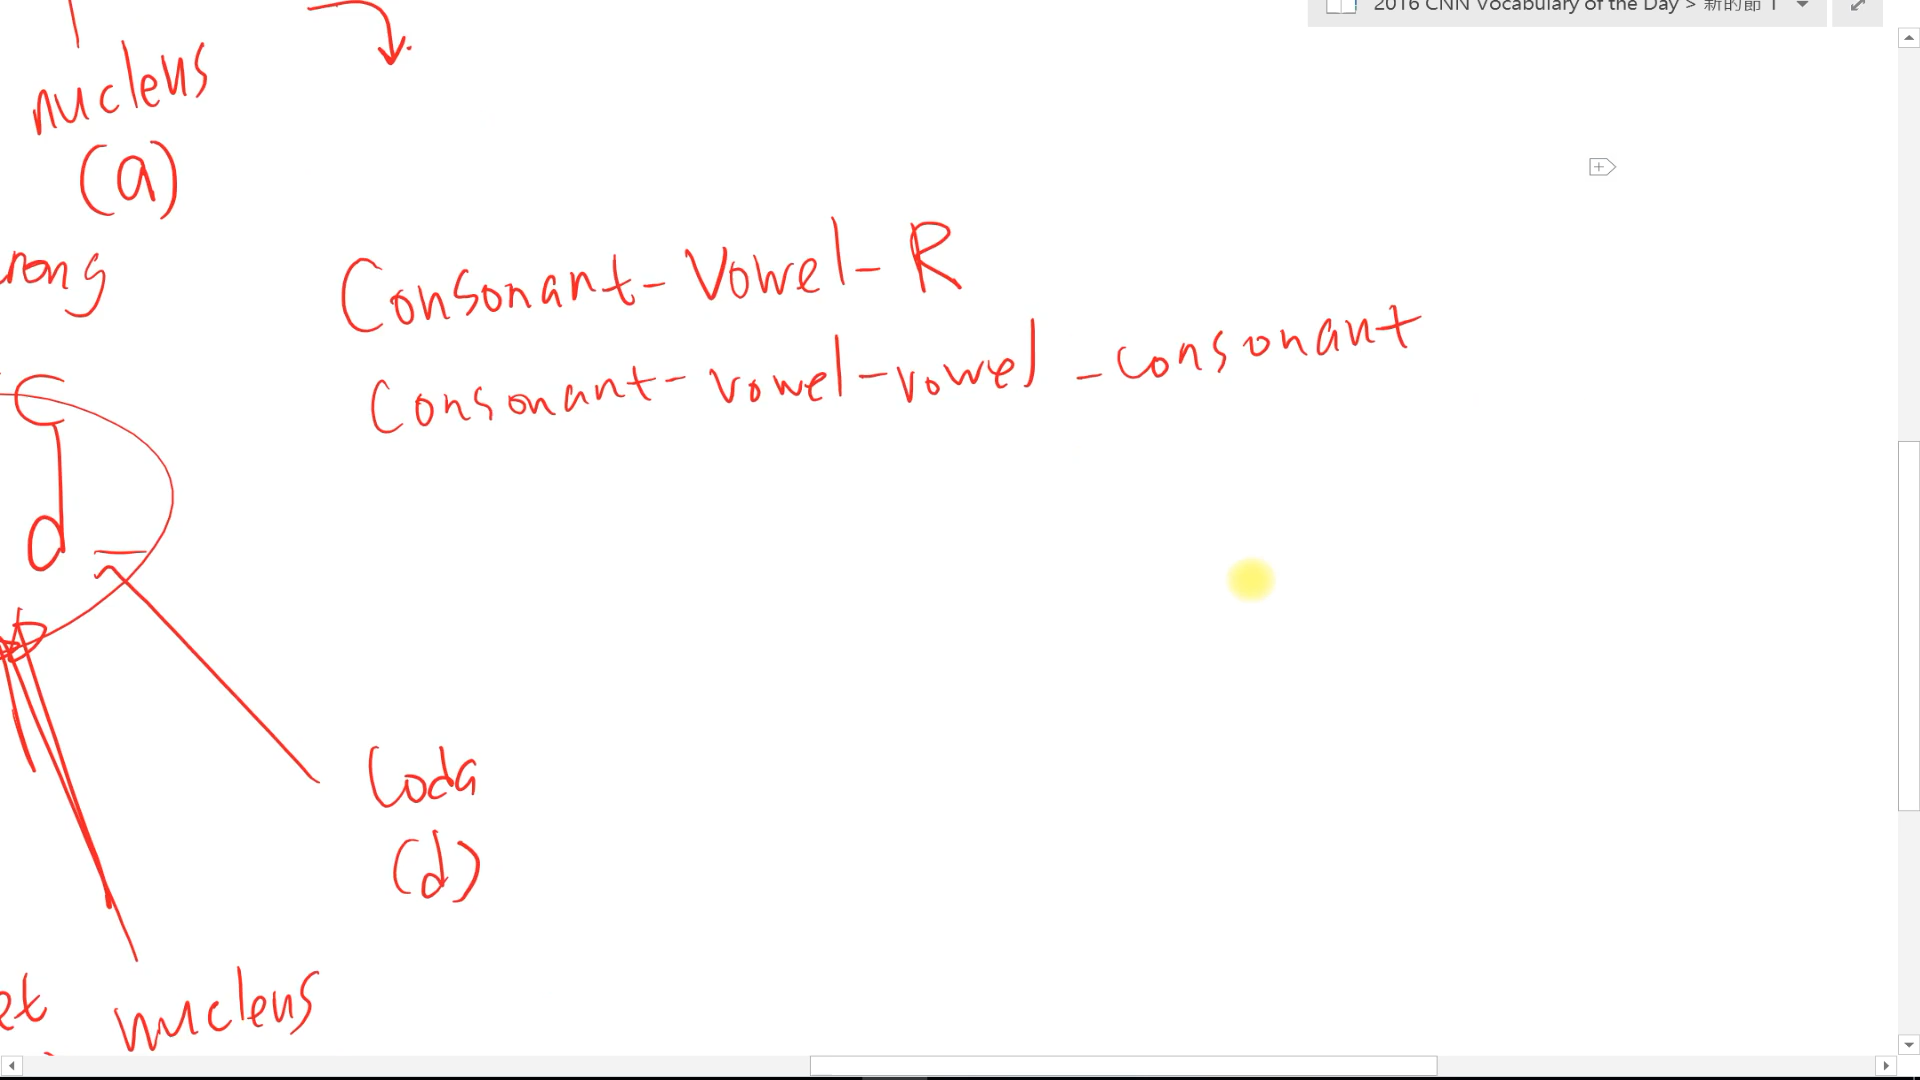 2016 CNN Vocabulary of the Day > 新的節 1
nucleus
(a)
Consonant-Vowel-R
Consonant-vowel-vowel-consonant
C
d
Coda
(d)
nucleus